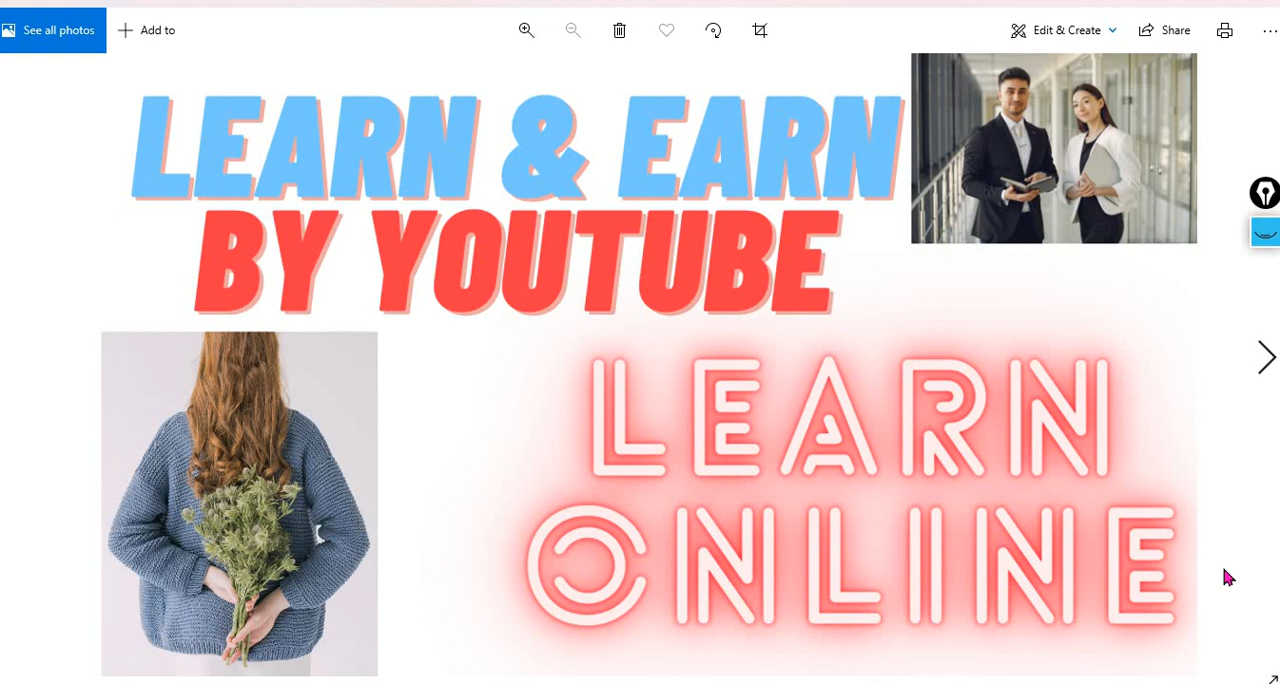 See all photos
Add to
Edit & Create
Share
LEARN & EARN
BY YOUTUBE
LEARN
ONLINE